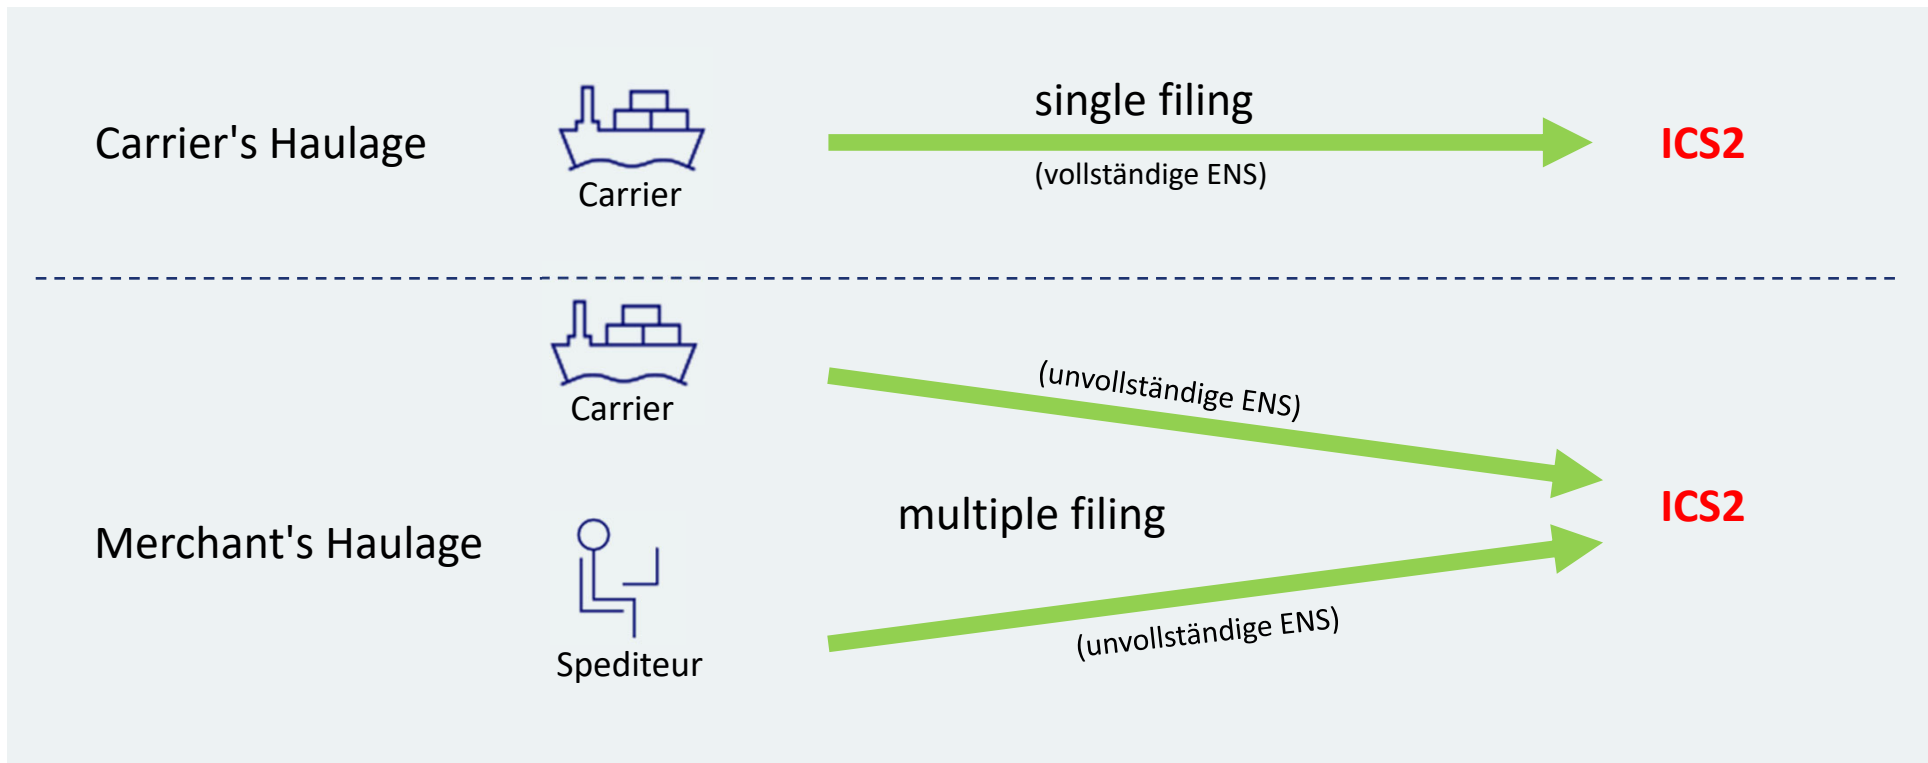 Carrier's Haulage
Carrier
single filing
(vollständige ENS)
ICS2
Carrier
(unvollständige ENS)
Merchant's Haulage
multiple filing
ICS2
Spediteur
(unvollständige ENS)